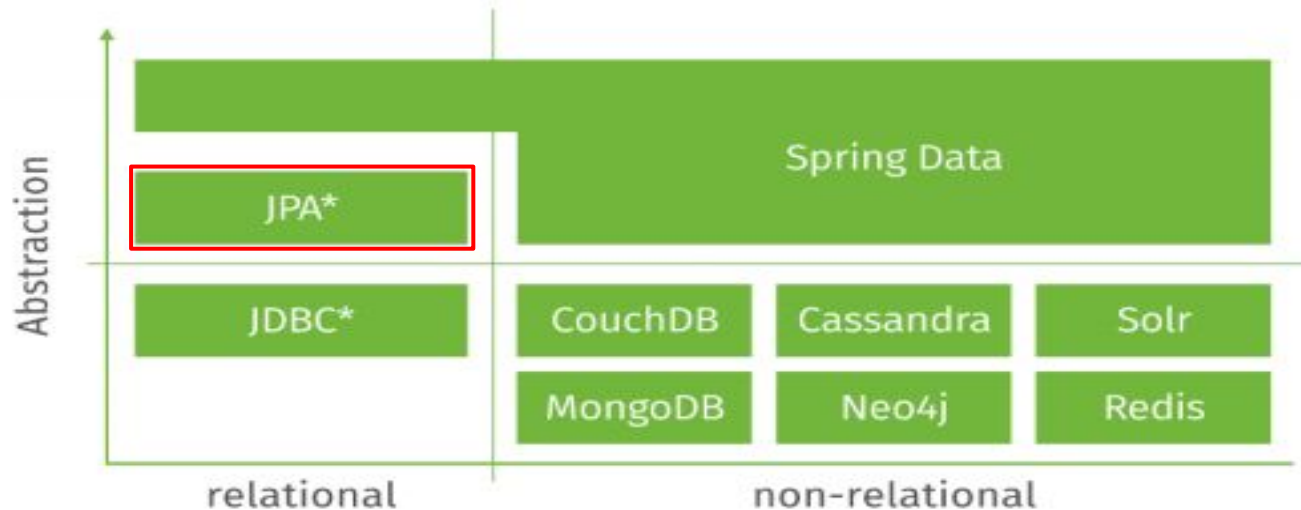 Abstraction
Spring Data
JPA*
JDBC*
CouchDB
Cassandra
Solr
MongoDB
Neo4j
Redis
relational
non-relational